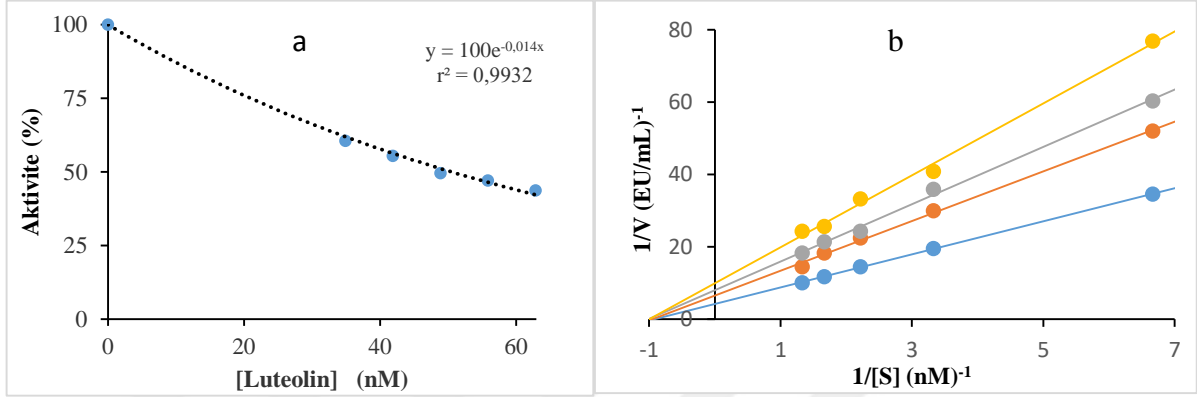 a
y = 100e^-0,014x
r² = 0,9932
100
75
50
25
0
0 20 40 60
Aktivite (%)
[Luteolin] (nM)
b
80
60
40
20
0
-1 1 3 5 7
1/V (EU/mL)^-1
1/[S] (nM)^-1